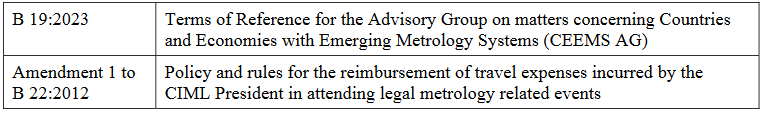 B 19:2023
Terms of Reference for the Advisory Group on matters concerning Countries
and Economies with Emerging Metrology Systems (CEEMS AG)
Amendment 1 to
B 22:2012
Policy and rules for the reimbursement of travel expenses incurred by the
CIML President in attending legal metrology related events